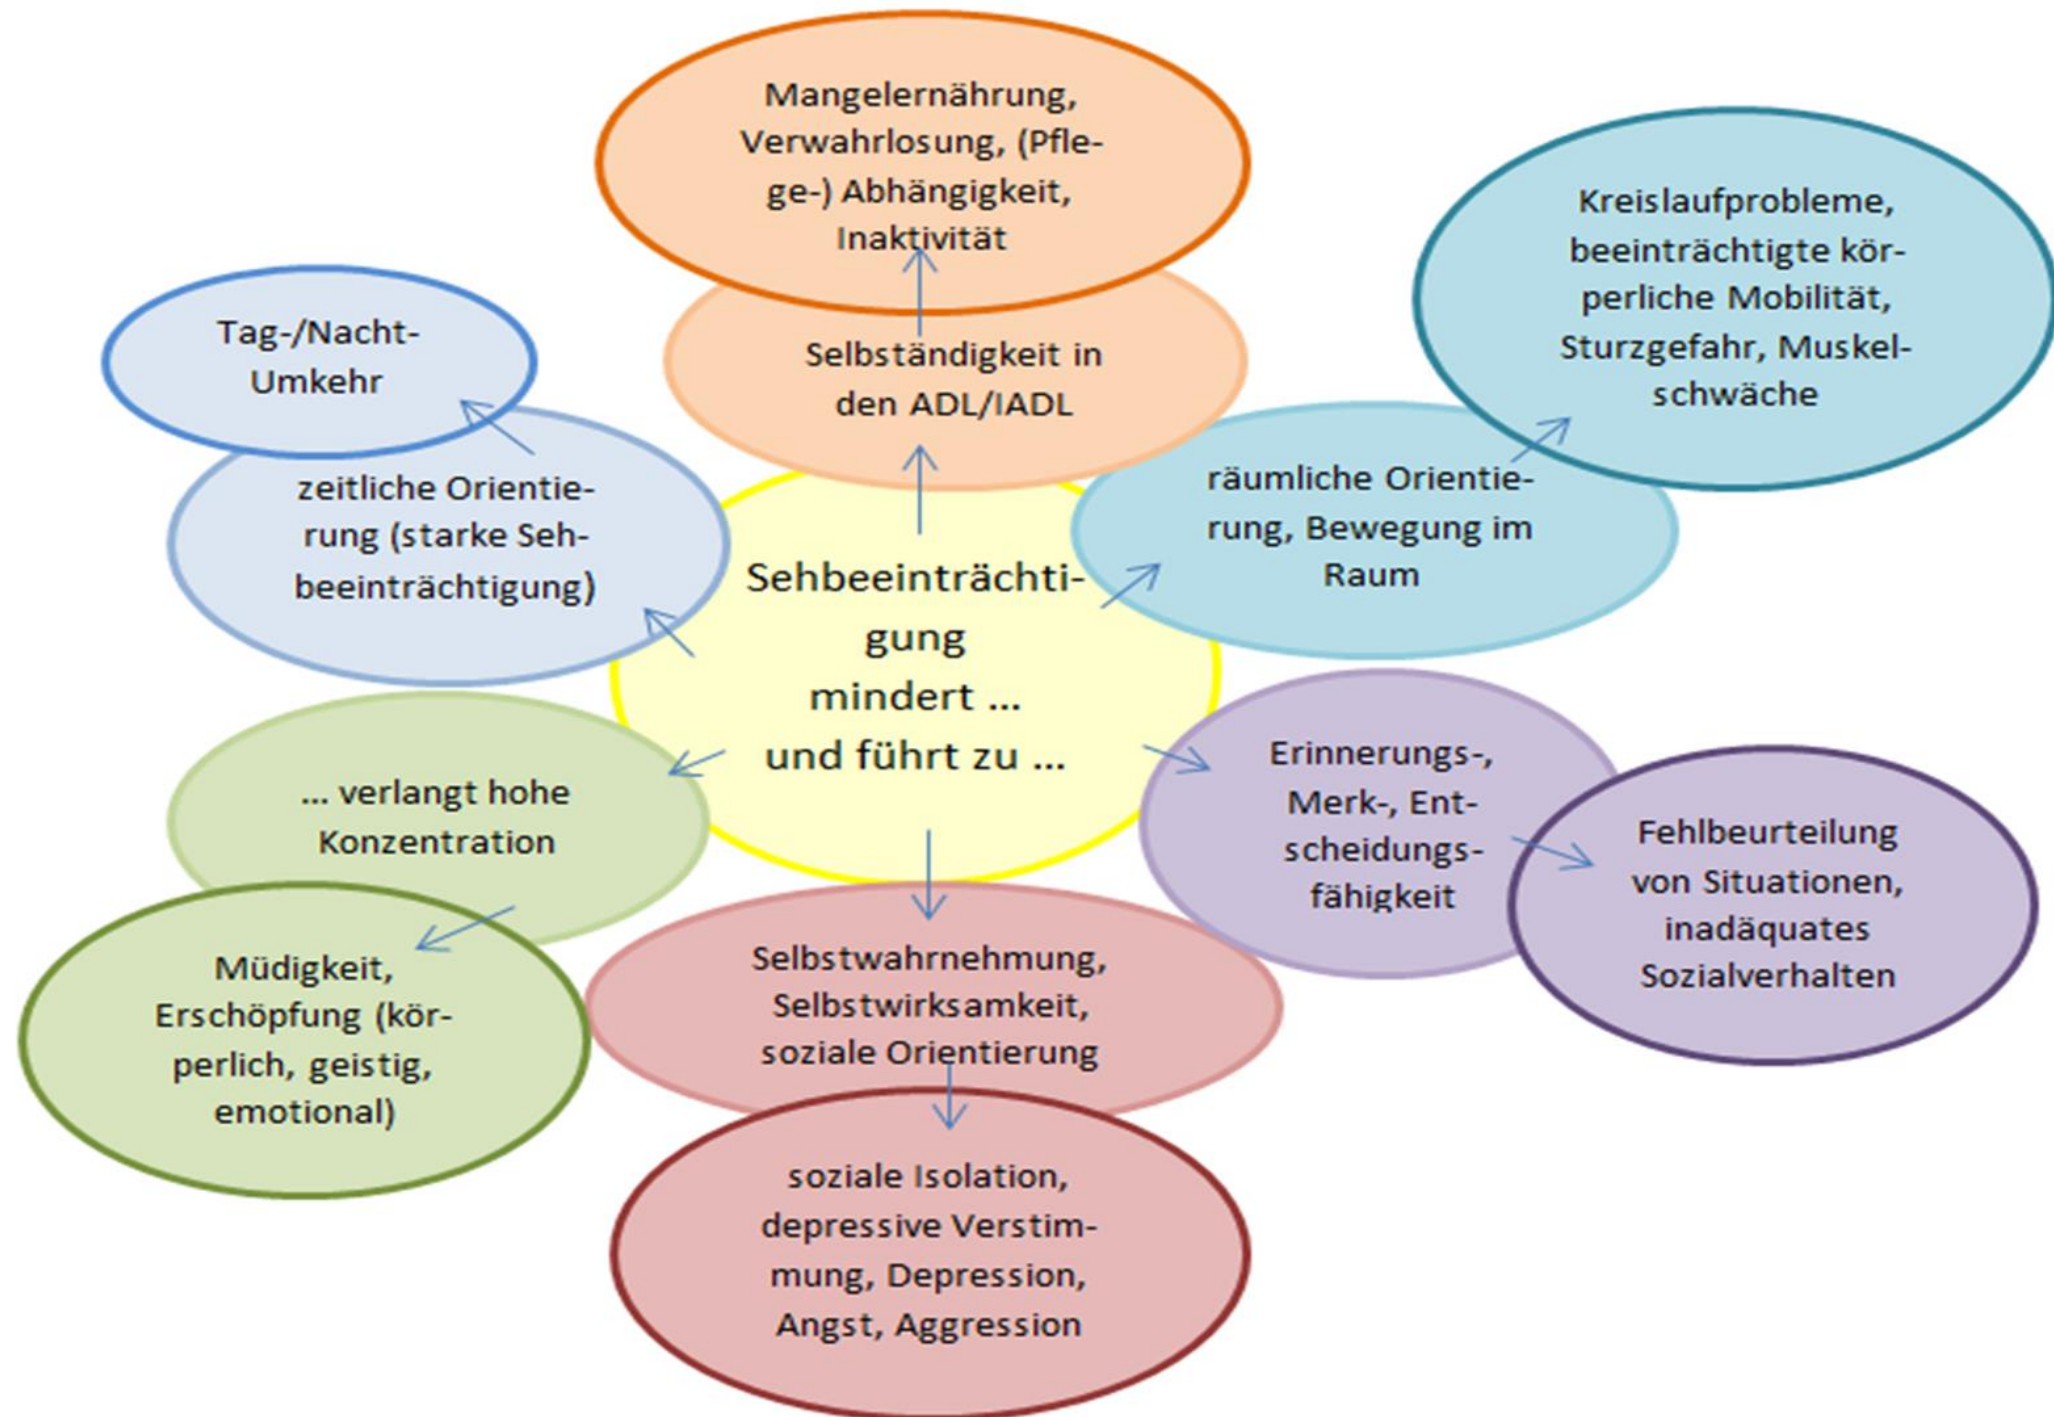 Mangelernährung,
Verwahrlosung, (Pfle-
ge-) Abhängigkeit,
Inaktivität
Selbständigkeit in
den ADL/IADL
Kreislaufprobleme,
beeinträchtigte kör-
perliche Mobilität,
Sturzgefahr, Muskel-
schwäche
räumliche Orientie-
rung, Bewegung im
Raum
Tag-/Nacht-
Umkehr
zeitliche Orientie-
rung (starke Seh-
beeinträchtigung)
Sehbeeinträchti-
gung
mindert ...
und führt zu ...
... verlangt hohe
Konzentration
Müdigkeit,
Erschöpfung (kör-
perlich, geistig,
emotional)
Erinnerungs-,
Merk-, Ent-
scheidungs-
fähigkeit
Fehlbeurteilung
von Situationen,
inadäquates
Sozialverhalten
Selbstwahrnehmung,
Selbstwirksamkeit,
soziale Orientierung
soziale Isolation,
depressive Verstim-
mung, Depression,
Angst, Aggression